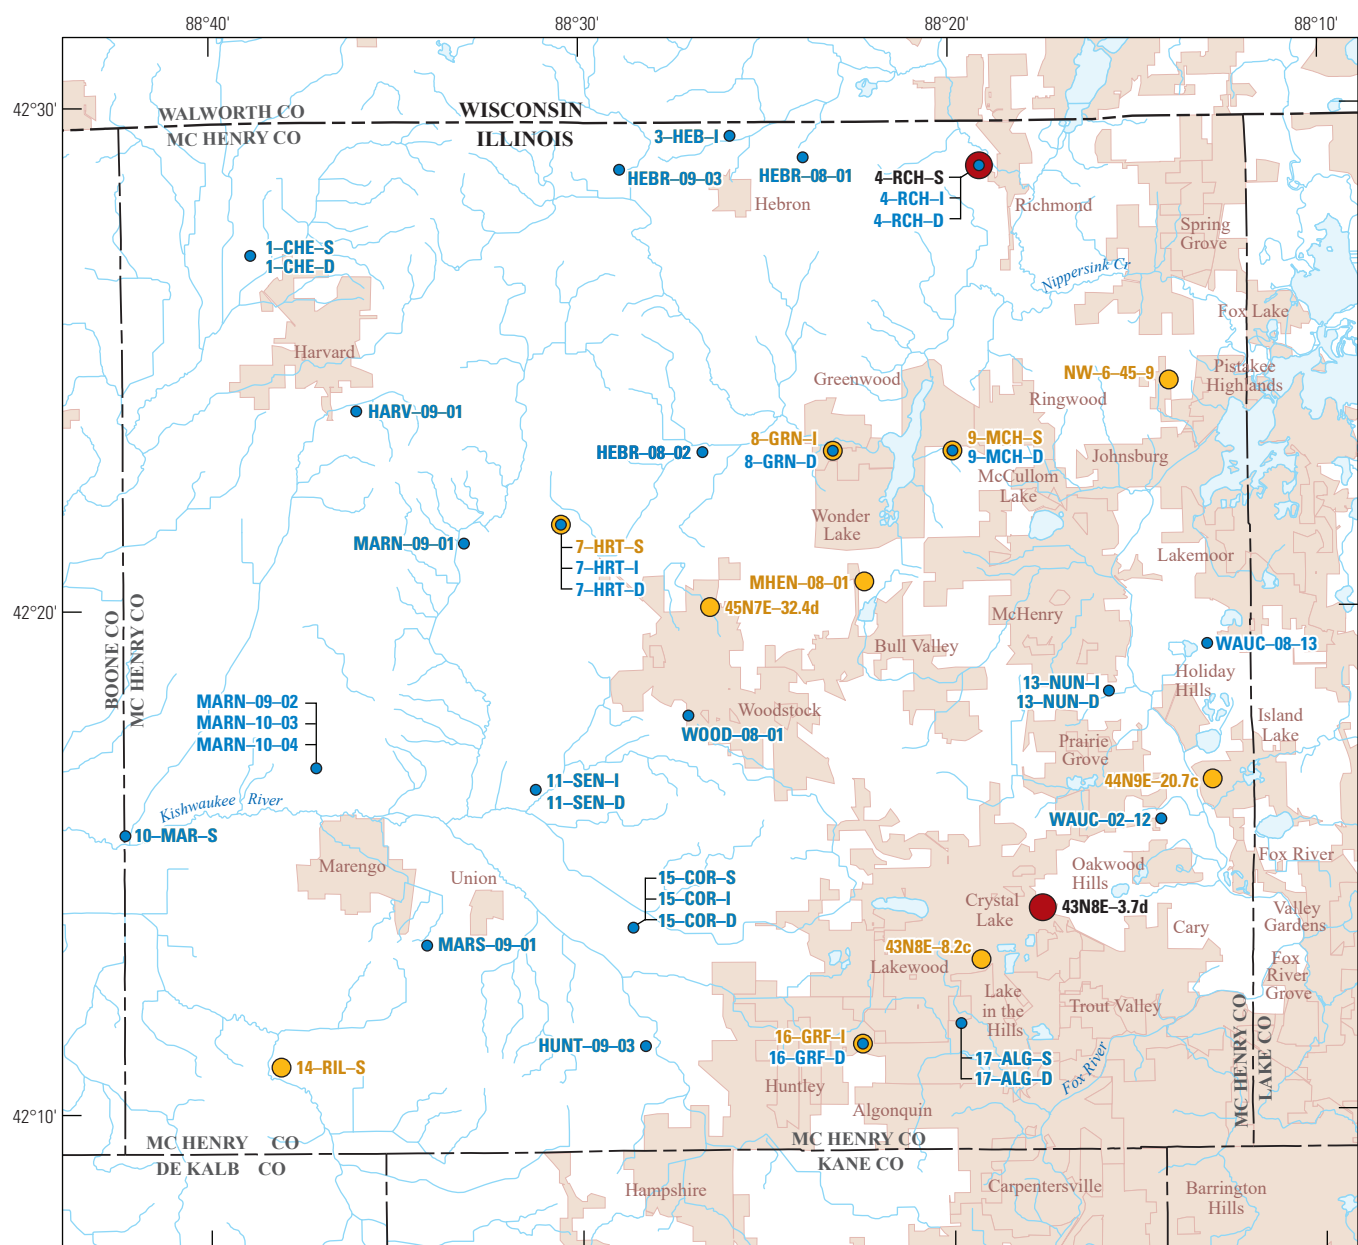 88°40'
88°30'
88°20'
88°10'
42°30'
WALWORTH CO
MC HENRY CO
WISCONSIN
ILLINOIS
3–HEB–I
HEBR–09–03
HEBR–08–01
Hebron
4–RCH–S
4–RCH–I
4–RCH–D
Richmond
Spring
Grove
1–CHE–S
1–CHE–D
Nippersink Cr
Fox Lake
Harvard
Pistakee
Highlands
NW–6–45–9
Greenwood
Ringwood
HARV–09–01
8–GRN–I
8–GRN–D
9–MCH–S
9–MCH–D
HEBR–08–02
Johnsburg
McCullom
Lake
Wonder
Lake
MARN–09–01
7–HRT–S
7–HRT–I
7–HRT–D
Lakemoor
MHEN–08–01
42°20'
45N7E–32.4d
McHenry
Bull Valley
WAUC–08–13
BOONE CO
MC HENRY CO
Holiday
Hills
13–NUN–I
13–NUN–D
MARN–09–02
MARN–10–03
MARN–10–04
Woodstock
WOOD–08–01
Island
Lake
Prairie
Grove
44N9E–20.7c
11–SEN–I
11–SEN–D
Kishwaukee River
WAUC–02–12
10–MAR–S
Marengo
Union
Fox River
Oakwood
Hills
15–COR–S
15–COR–I
15–COR–D
Crystal
Lake
43N8E–3.7d
Valley
Gardens
Cary
MARS–09–01
43N8E–8.2c
Lakewood
Fox
River
Grove
Lake
in the
Hills
Trout Valley
16–GRF–I
16–GRF–D
HUNT–09–03
17–ALG–S
17–ALG–D
Fox River
14–RIL–S
Huntley
Algonquin
MC HENRY CO
LAKE CO
42°10'
MC HENRY CO
DE KALB CO
MC HENRY CO
KANE CO
Hampshire
Carpentersville
Barrington
Hills